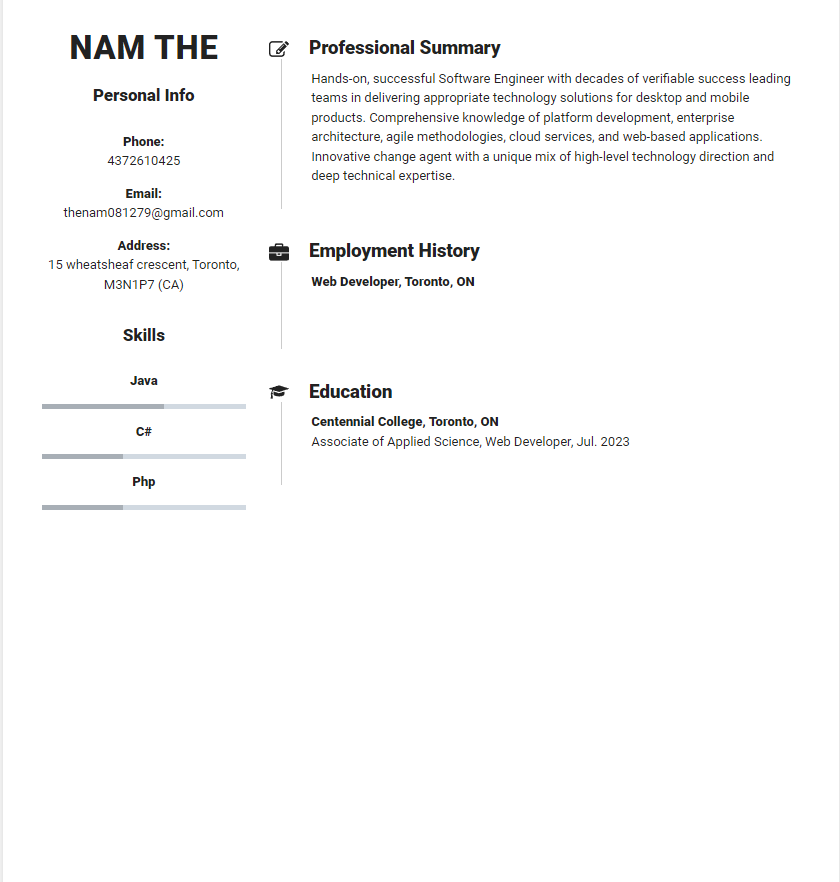 NAM THE
Personal Info
Phone:
4372610425
Email:
thenam081279@gmail.com
Address:
15 wheatsheaf crescent, Toronto,
M3N1P7 (CA)
Skills
Java
C#
Php
Professional Summary
Hands-on, successful Software Engineer with decades of verifiable success leading
teams in delivering appropriate technology solutions for desktop and mobile
products. Comprehensive knowledge of platform development, enterprise
architecture, agile methodologies, cloud services, and web-based applications.
Innovative change agent with a unique mix of high-level technology direction and
deep technical expertise.
Employment History
Web Developer, Toronto, ON
Education
Centennial College, Toronto, ON
Associate of Applied Science, Web Developer, Jul. 2023